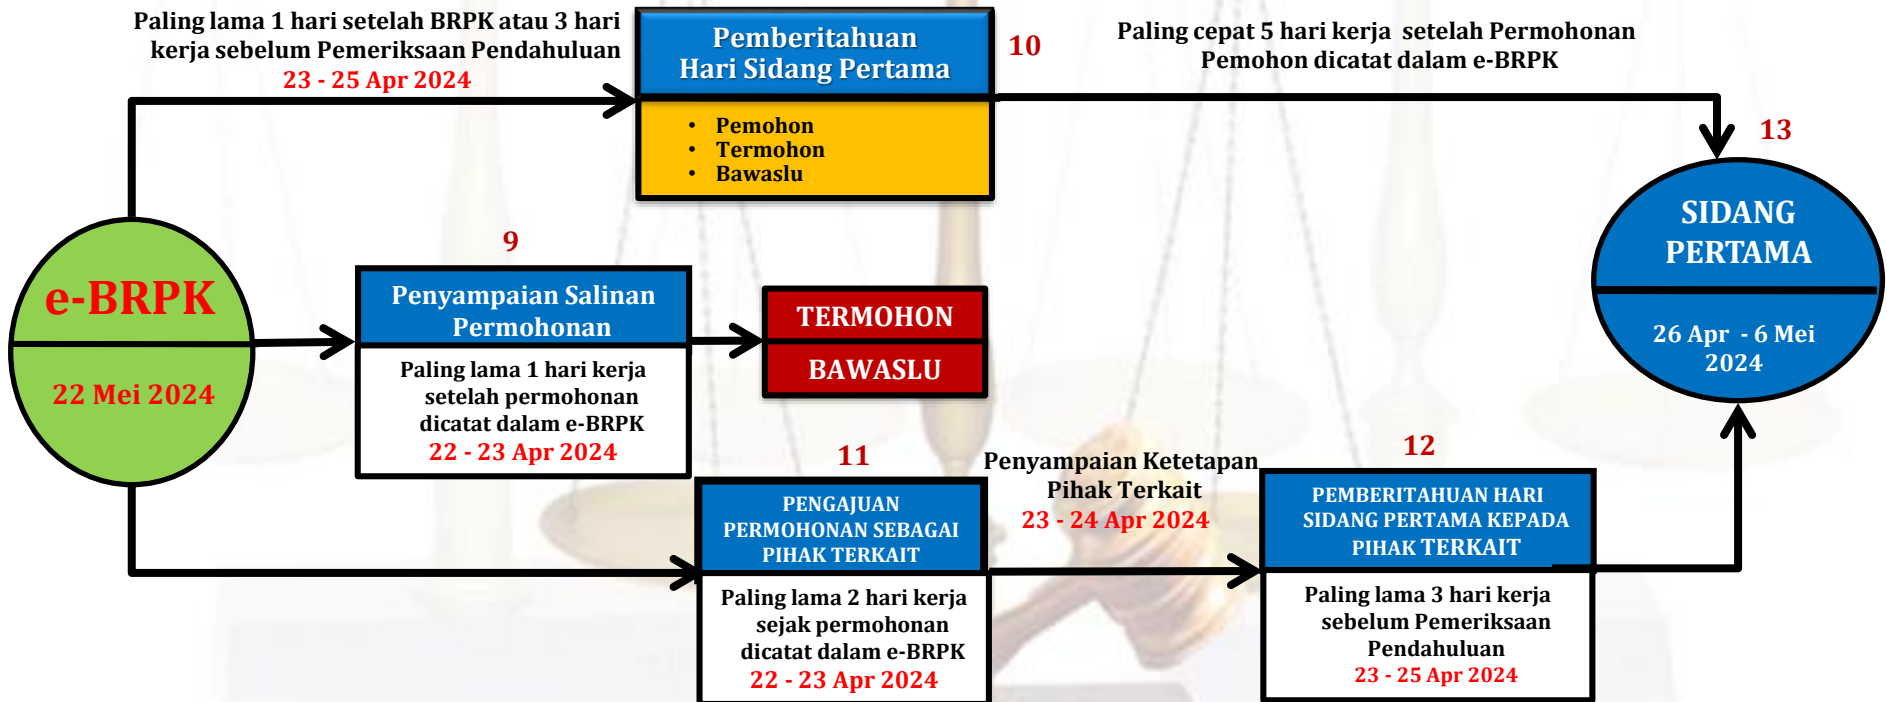 Paling lama 1 hari setelah BRPK atau 3 hari
kerja sebelum Pemeriksaan Pendahuluan
23 - 25 Apr 2024
Pemberitahuan
Hari Sidang Pertama
• Pemohon
• Termohon
• Bawaslu
10
Paling cepat 5 hari kerja setelah Permohonan
Pemohon dicatat dalam e-BRPK
13
SIDANG
PERTAMA
26 Apr - 6 Mei
2024
e-BRPK
22 Mei 2024
9
Penyampaian Salinan
Permohonan
Paling lama 1 hari kerja
setelah permohonan
dicatat dalam e-BRPK
22 - 23 Apr 2024
TERMOHON
BAWASLU
11
PENGAJUAN
PERMOHONAN SEBAGAI
PIHAK TERKAIT
Paling lama 2 hari kerja
sejak permohonan
dicatat dalam e-BRPK
22 - 23 Apr 2024
Penyampaian Ketetapan
Pihak Terkait
23 - 24 Apr 2024
12
PEMBERITAHUAN HARI
SIDANG PERTAMA KEPADA
PIHAK TERKAIT
Paling lama 3 hari kerja
sebelum Pemeriksaan
Pendahuluan
23 - 25 Apr 2024